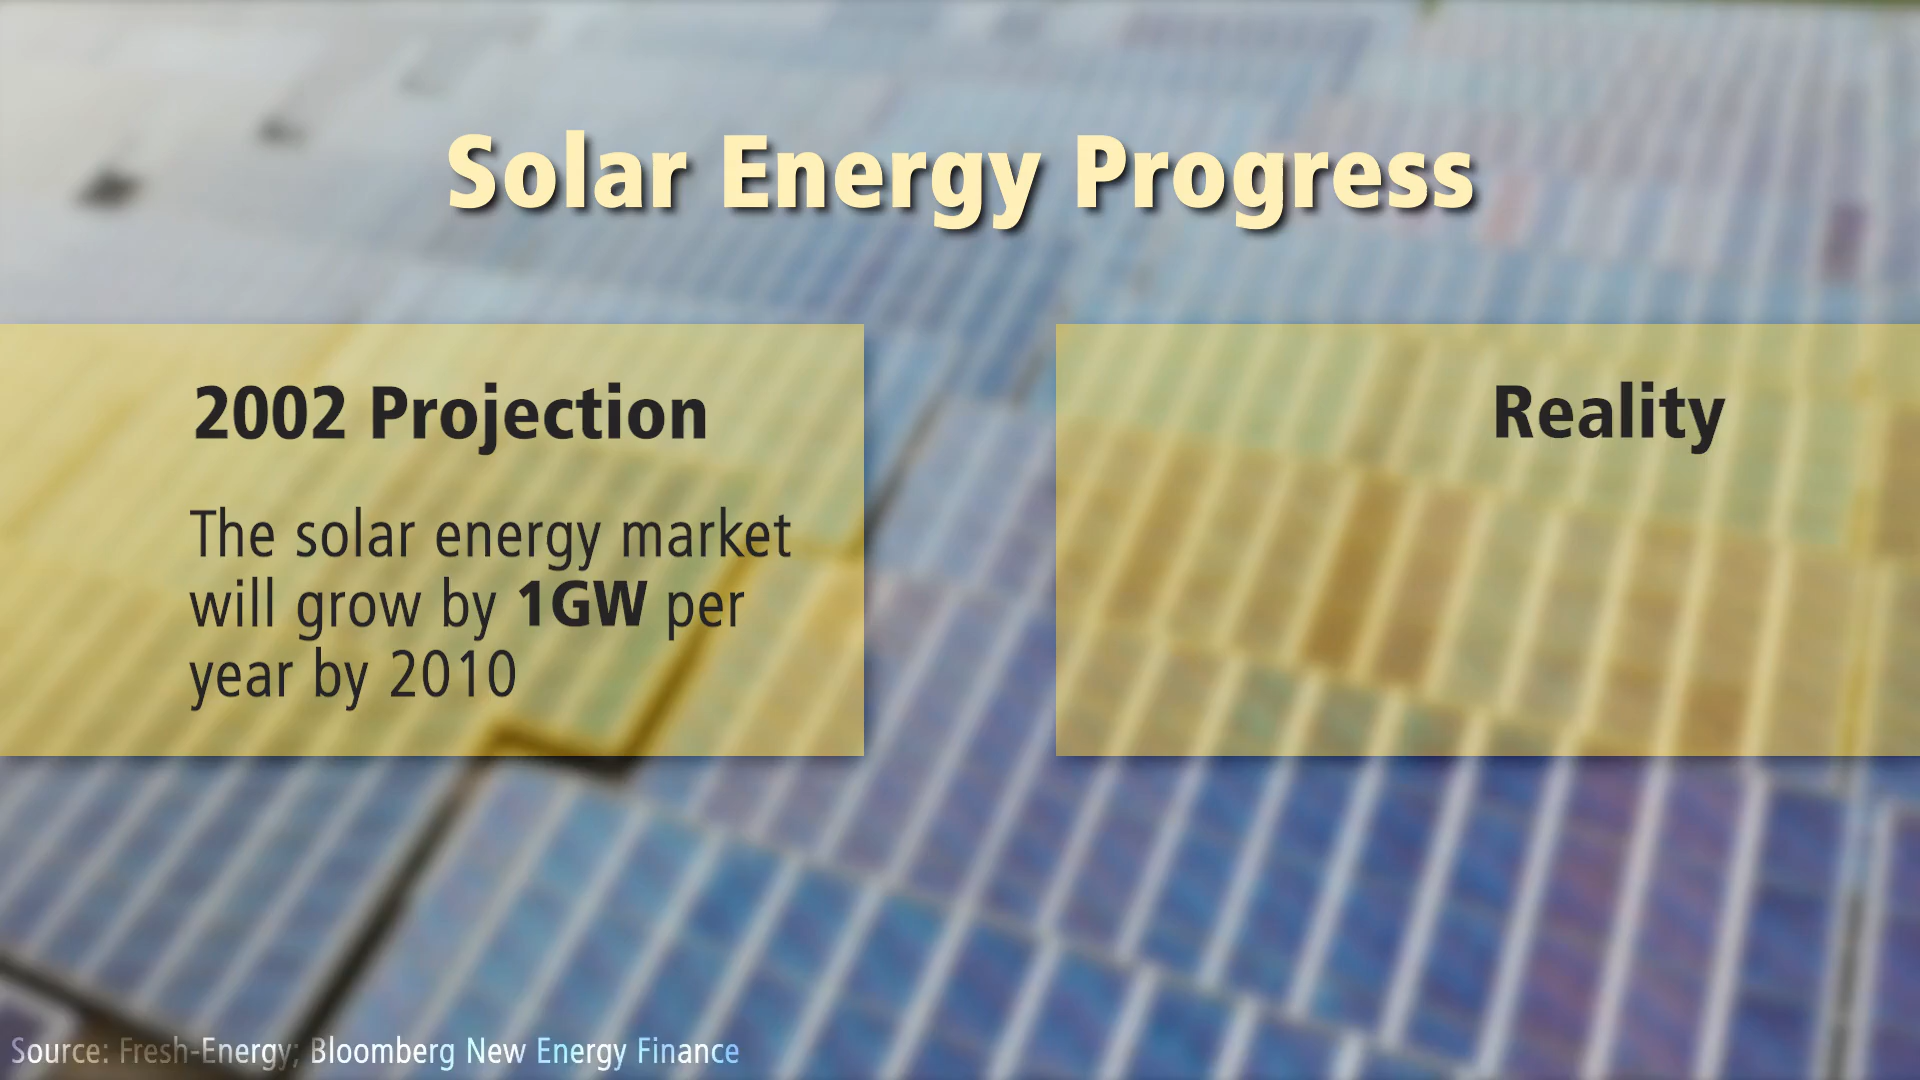 Solar Energy Progress
2002 Projection
The solar energy market
will grow by 1GW per
year by 2010
Reality
Source: Fresh-Energy; Bloomberg New Energy Finance